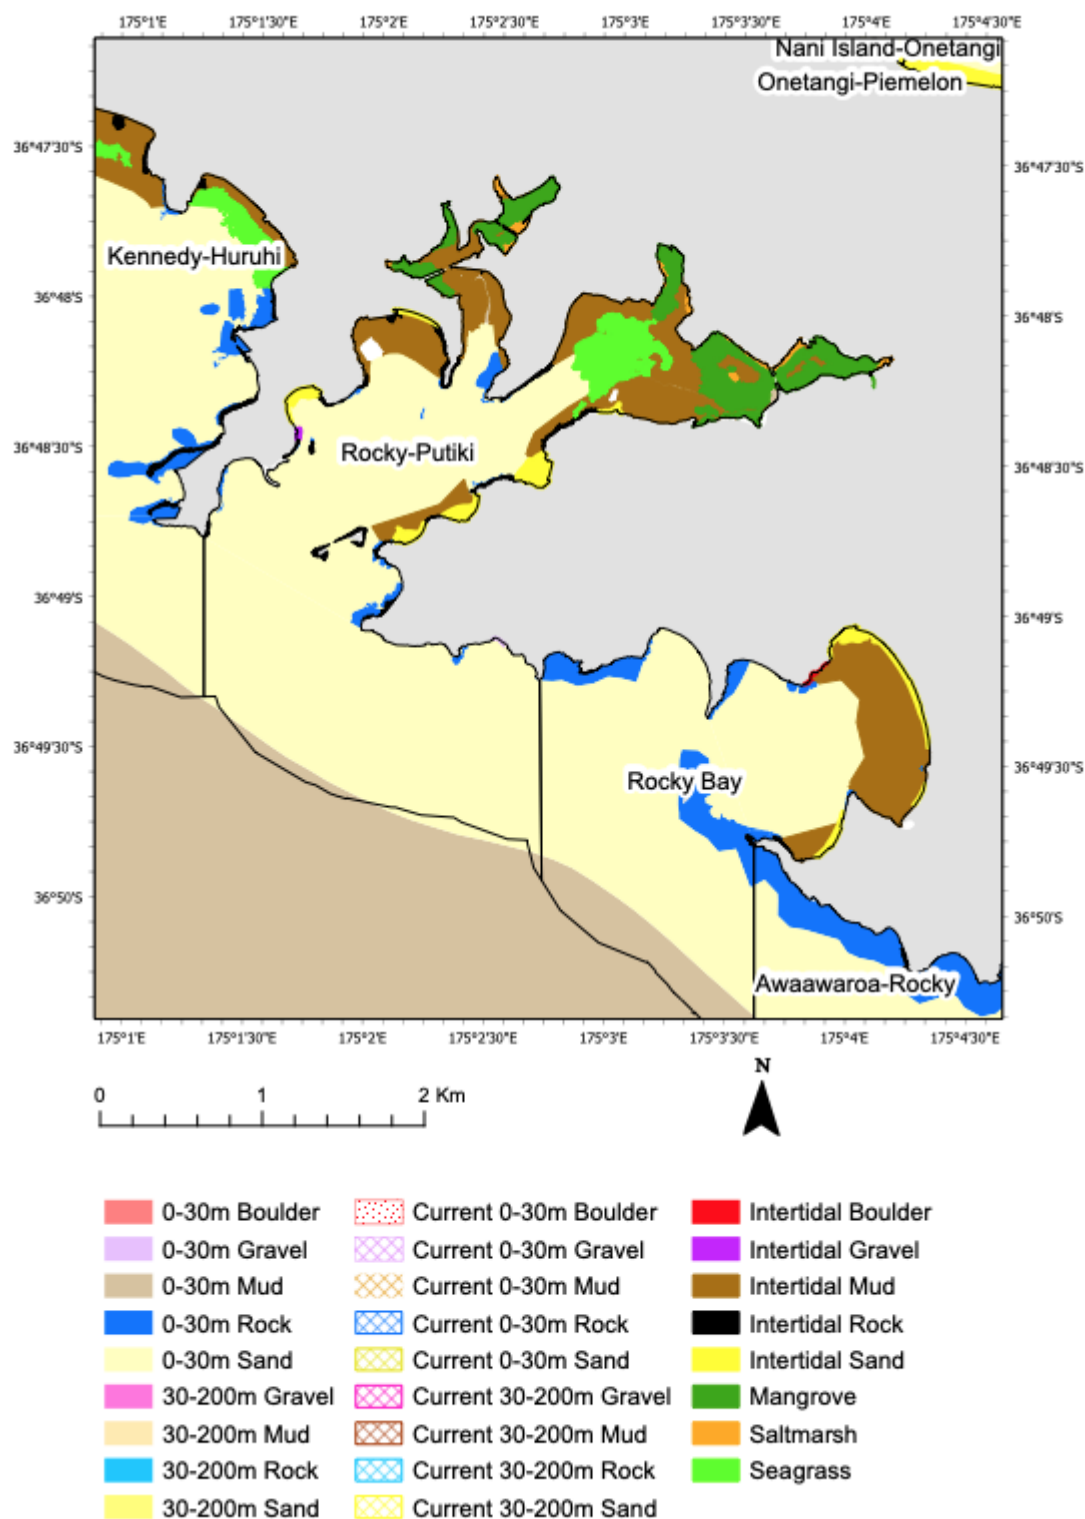 175°1'E 175°1'30"E 175°2'E 175°2'30"E 175°3'E 175°3'30"E 175°4'E 175°4'30"E
Nani Island-Onetangi
Onetangi-Piemelon
36°47'30"S 36°47'30"S
Kennedy-Huruhi
36°48'S 36°48'S
Rocky-Putiki
36°48'30"S 36°48'30"S
36°49'S 36°49'S
36°49'30"S 36°49'30"S
Rocky Bay
36°50'S 36°50'S
Awaawaroa-Rocky
175°1'E 175°1'30"E 175°2'E 175°2'30"E 175°3'E 175°3'30"E 175°4'E 175°4'30"E
N
0 1 2 Km
0-30m Boulder Current 0-30m Boulder Intertidal Boulder
0-30m Gravel Current 0-30m Gravel Intertidal Gravel
0-30m Mud Current 0-30m Mud Intertidal Mud
0-30m Rock Current 0-30m Rock Intertidal Rock
0-30m Sand Current 0-30m Sand Intertidal Sand
30-200m Gravel Current 30-200m Gravel Mangrove
30-200m Mud Current 30-200m Mud Saltmarsh
30-200m Rock Current 30-200m Rock Seagrass
30-200m Sand Current 30-200m Sand